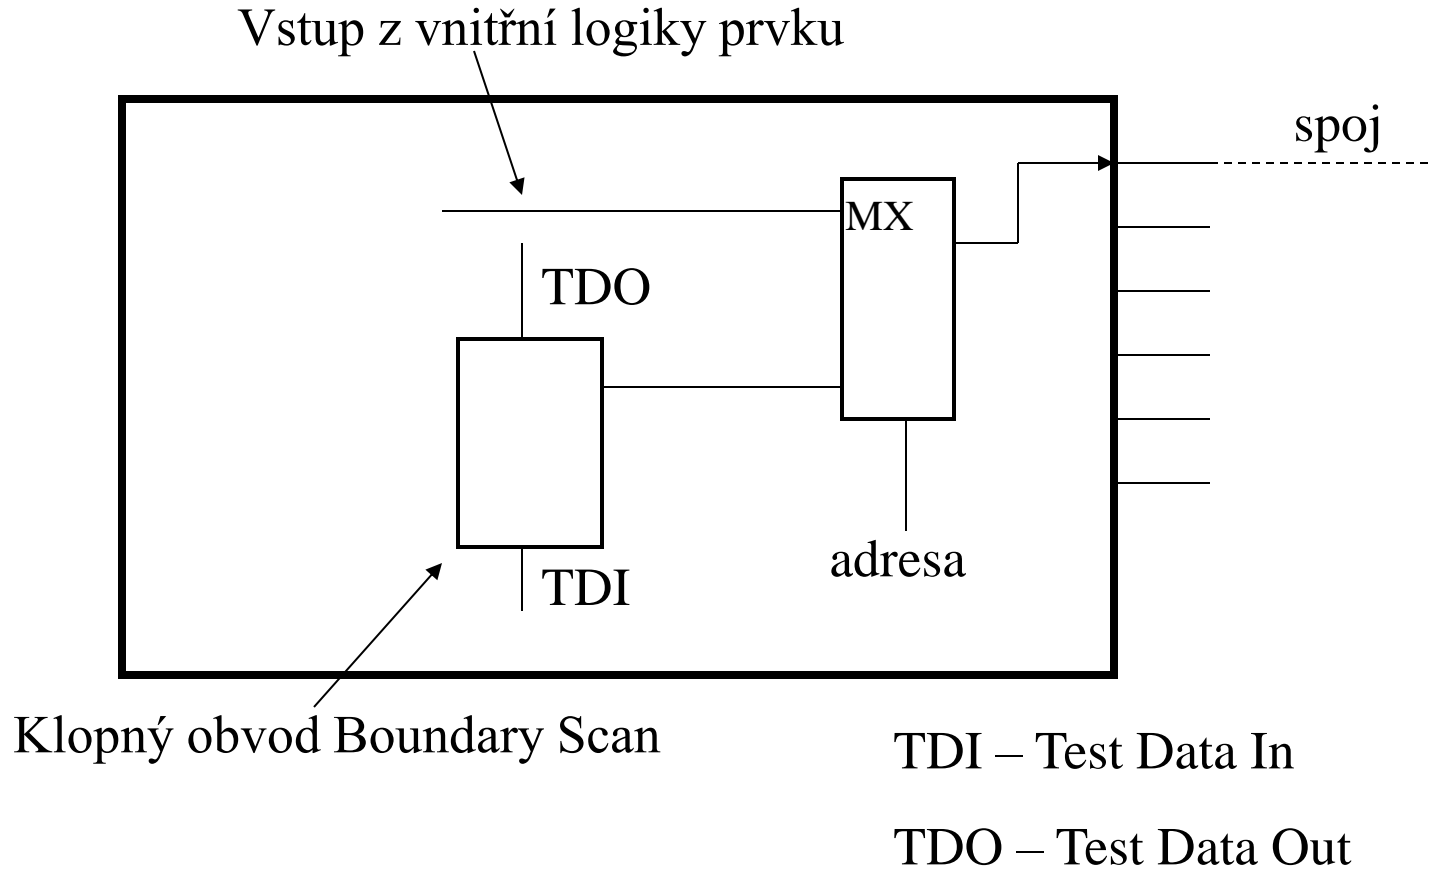 Vstup z vnitřní logiky prvku
spoj
MX
TDO
adresa
TDI
Klopný obvod Boundary Scan
TDI – Test Data In
TDO – Test Data Out